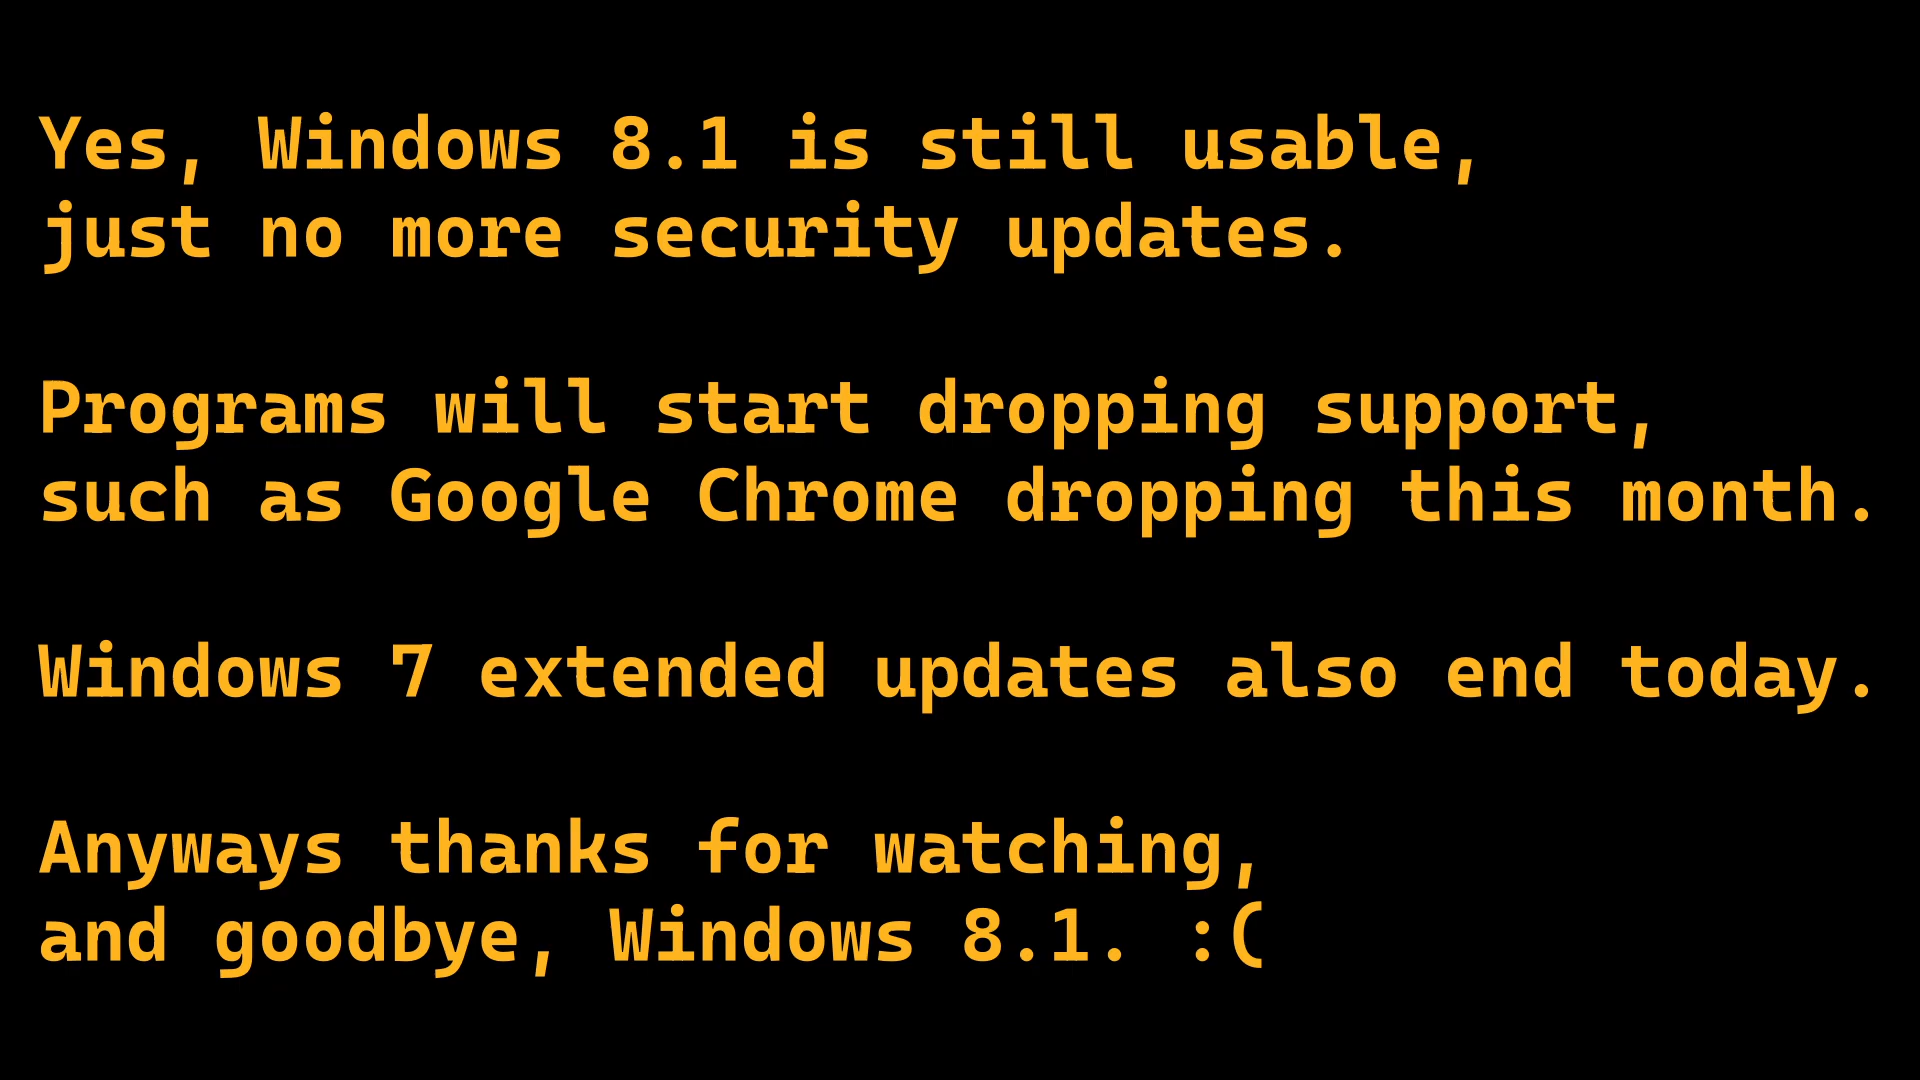 Yes, Windows 8.1 is still usable,
just no more security updates.
Programs will start dropping support,
such as Google Chrome dropping this month.
Windows 7 extended updates also end today.
Anyways thanks for watching,
and goodbye, Windows 8.1. :(